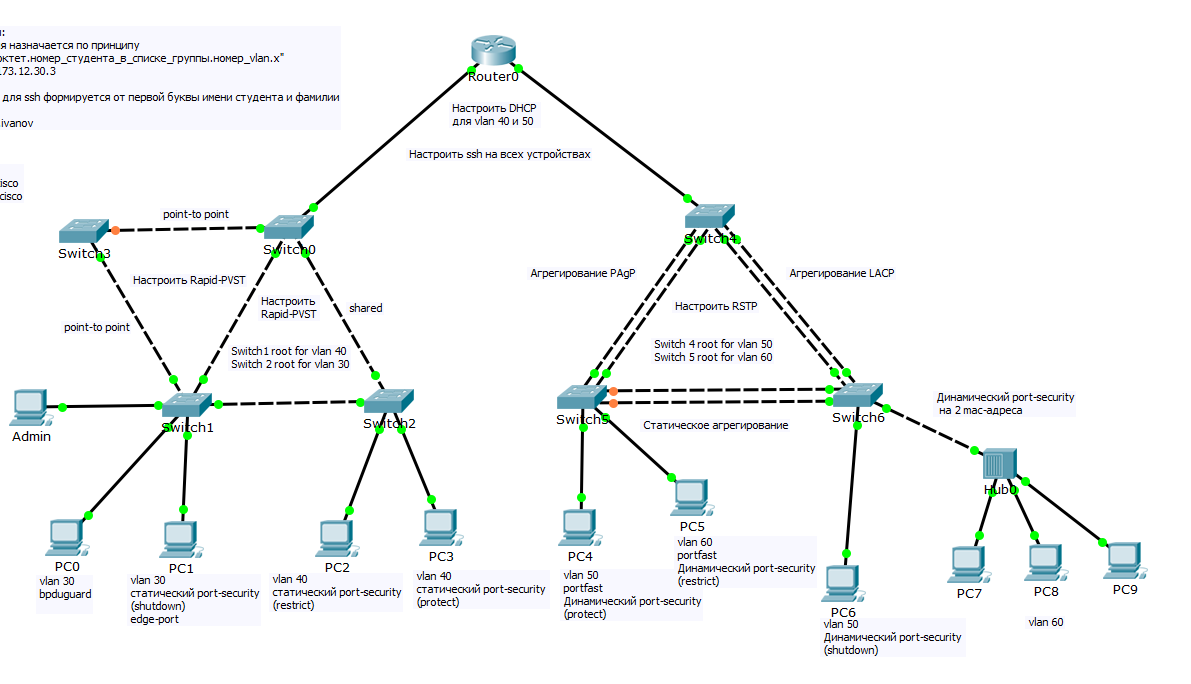 я назначается по принципу
номер_студента_в_списке_группы.номер_vlan.x"
173.12.30.3
для ssh формируется от первой буквы имени студента и фамилии
ivanov
cisco
cisco
Router0
Настроить DHCP
для vlan 40 и 50
Настроить ssh на всех устройствах
point-to point
Switch3
Switch0
Switch4
Настроить Rapid-PVST
Агрегирование PAgP
Агрегирование LACP
Настроить
Rapid-PVST
shared
Настроить RSTP
point-to point
Switch1 root for vlan 40
Switch 2 root for vlan 30
Switch 4 root for vlan 50
Switch 5 root for vlan 60
Динамический port-security
на 2 mac-адреса
Admin
Switch1
Switch2
Switch5
Статическое агрегирование
Switch6
Hub0
PC0
vlan 30
bpduguard
PC1
vlan 30
статический port-security
(shutdown)
edge-port
PC2
vlan 40
статический port-security
(restrict)
PC3
vlan 40
статический port-security
(protect)
PC4
vlan 50
portfast
Динамический port-security
(protect)
PC5
vlan 60
portfast
Динамический port-security
(restrict)
PC6
vlan 50
Динамический port-security
(shutdown)
PC7
PC8
PC9
vlan 60